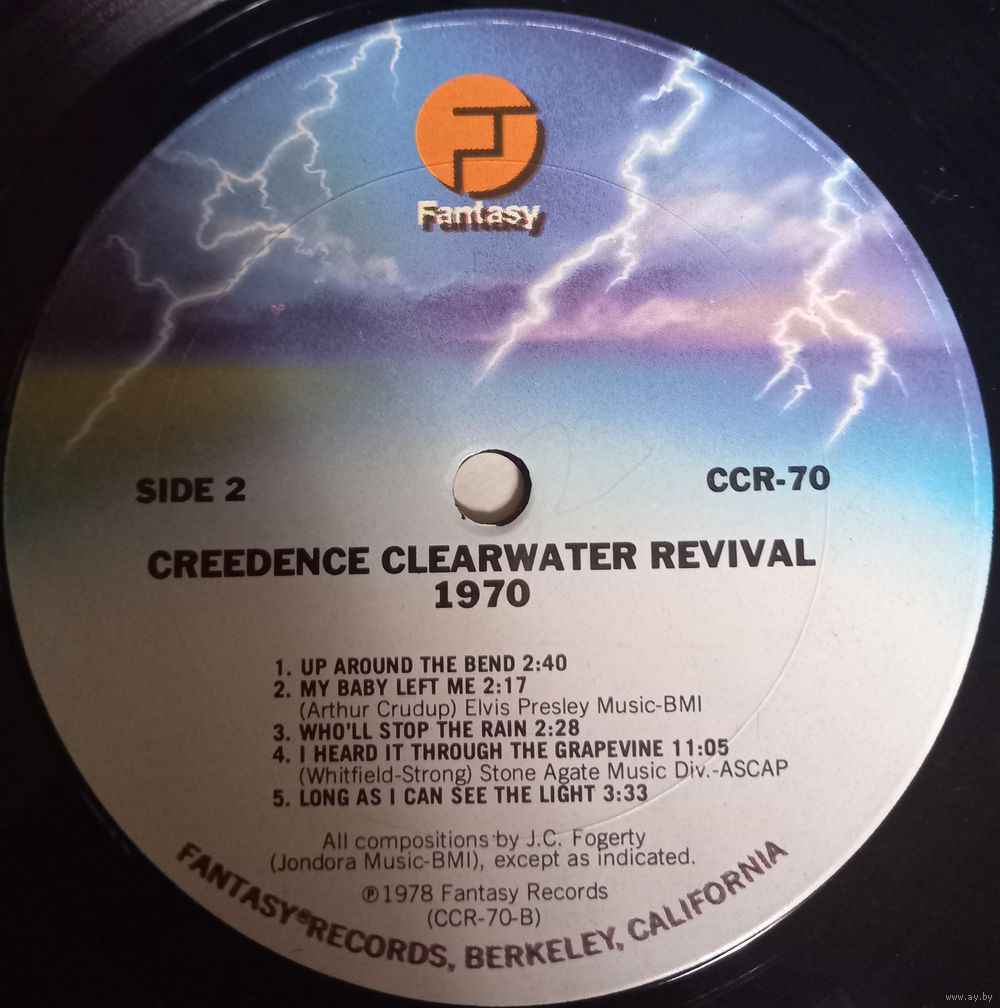 Fantasy
SIDE 2
CCR-70
CREEDENCE CLEARWATER REVIVAL
1970
1. UP AROUND THE BEND 2:40
2. MY BABY LEFT ME 2:17
(Arthur Crudup) Elvis Presley Music-BMI
3. WHO'LL STOP THE RAIN 2:28
4. I HEARD IT THROUGH THE GRAPEVINE 11:05
(Whitfield-Strong) Stone Agate Music Div.-ASCAP
5. LONG AS I CAN SEE THE LIGHT 3:33
All compositions by J.C. Fogerty
(Jondora Music-BMI), except as indicated.
℗1978 Fantasy Records
(CCR-70-B)
FANTASY® RECORDS, BERKELEY, CALIFORNIA
www.ay.by